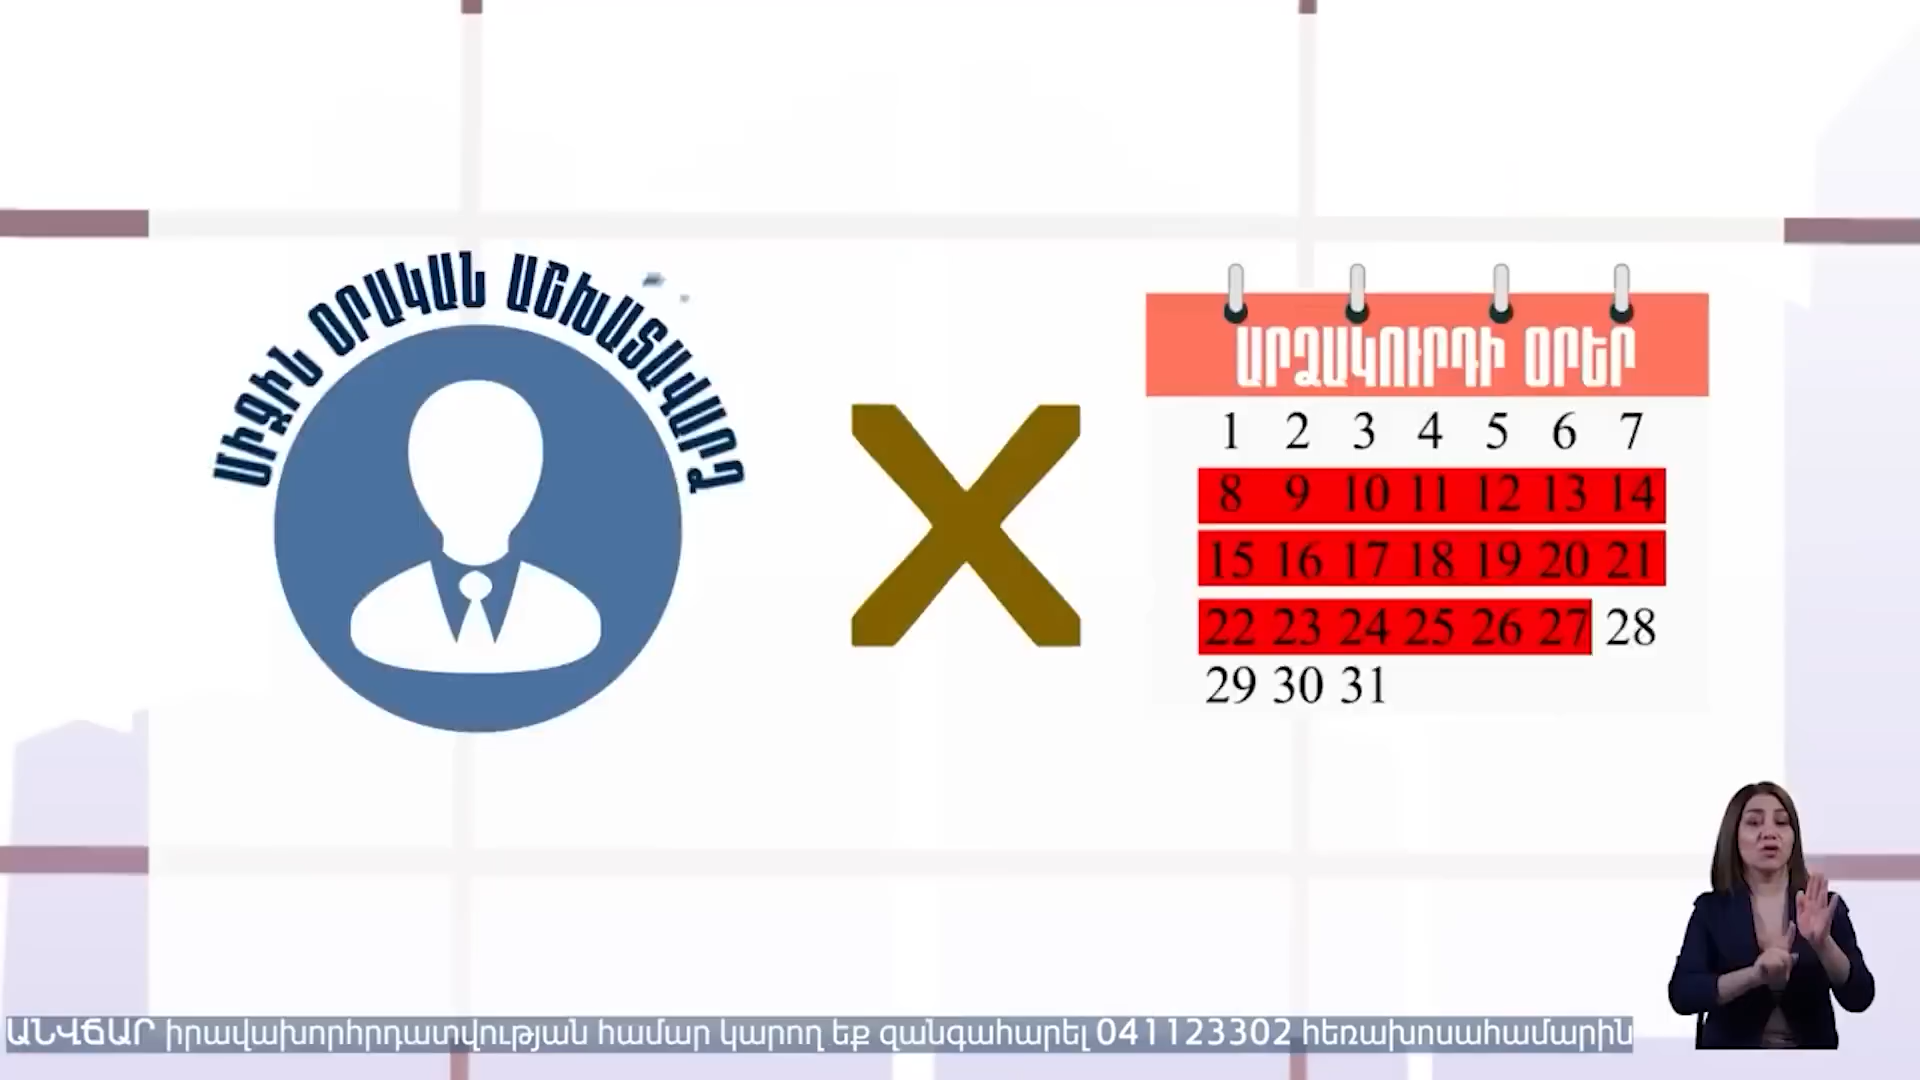 ՄԻՋԻՆ ՕՐԱԿԱՆ ԱՇԽԱՏԱՎԱՐՁ
ԱՐՁԱԿՈՒՐԴԻ ՕՐԵՐ
1 2 3 4 5 6 7
8 9 10 11 12 13 14
15 16 17 18 19 20 21
22 23 24 25 26 27 28
29 30 31
ԱՆՎՃԱՐ իրավախորհրդատվության համար կարող եք զանգահարել 041123302 հեռախոսահամարին